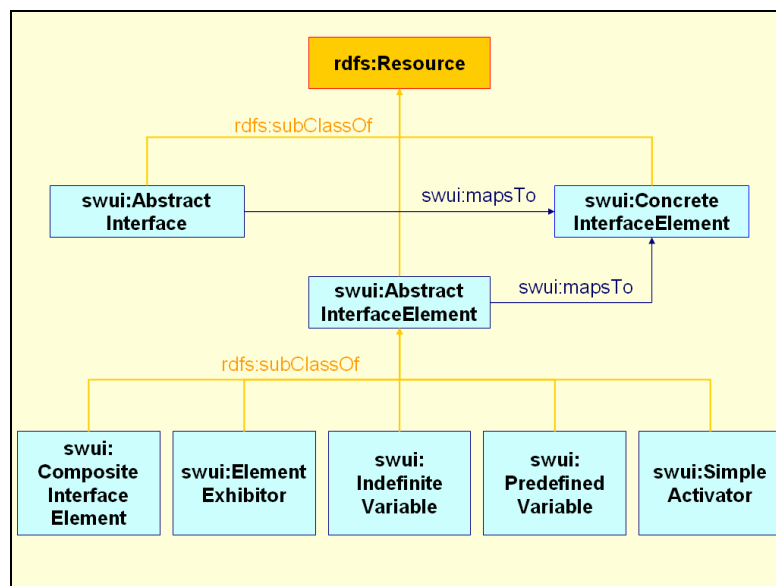 rdfs:Resource
rdfs:subClassOf
swui:Abstract
Interface
swui:mapsTo
swui:Concrete
InterfaceElement
swui:Abstract
InterfaceElement
swui:mapsTo
rdfs:subClassOf
swui:
Composite
Interface
Element
swui:Element
Exhibitor
swui:
Indefinite
Variable
swui:
Predefined
Variable
swui:Simple
Activator